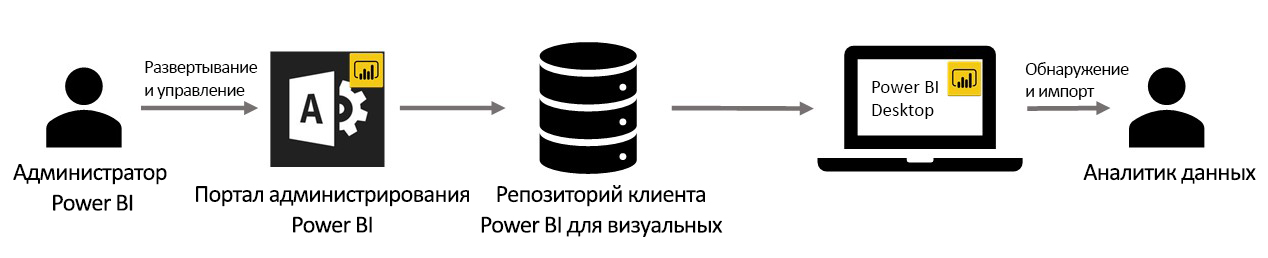 Администратор
Power BI
Развертывание
и управление
A
Портал администрирования
Power BI
Репозиторий клиента
Power BI для визуальных
Power BI
Desktop
Обнаружение
и импорт
Аналитик данных